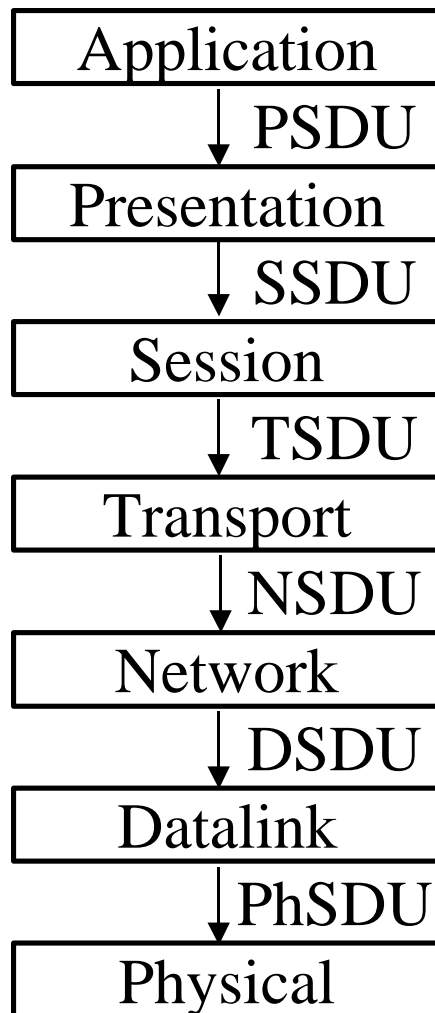 Application
PSDU
Presentation
SSDU
Session
TSDU
Transport
NSDU
Network
DSDU
Datalink
PhSDU
Physical